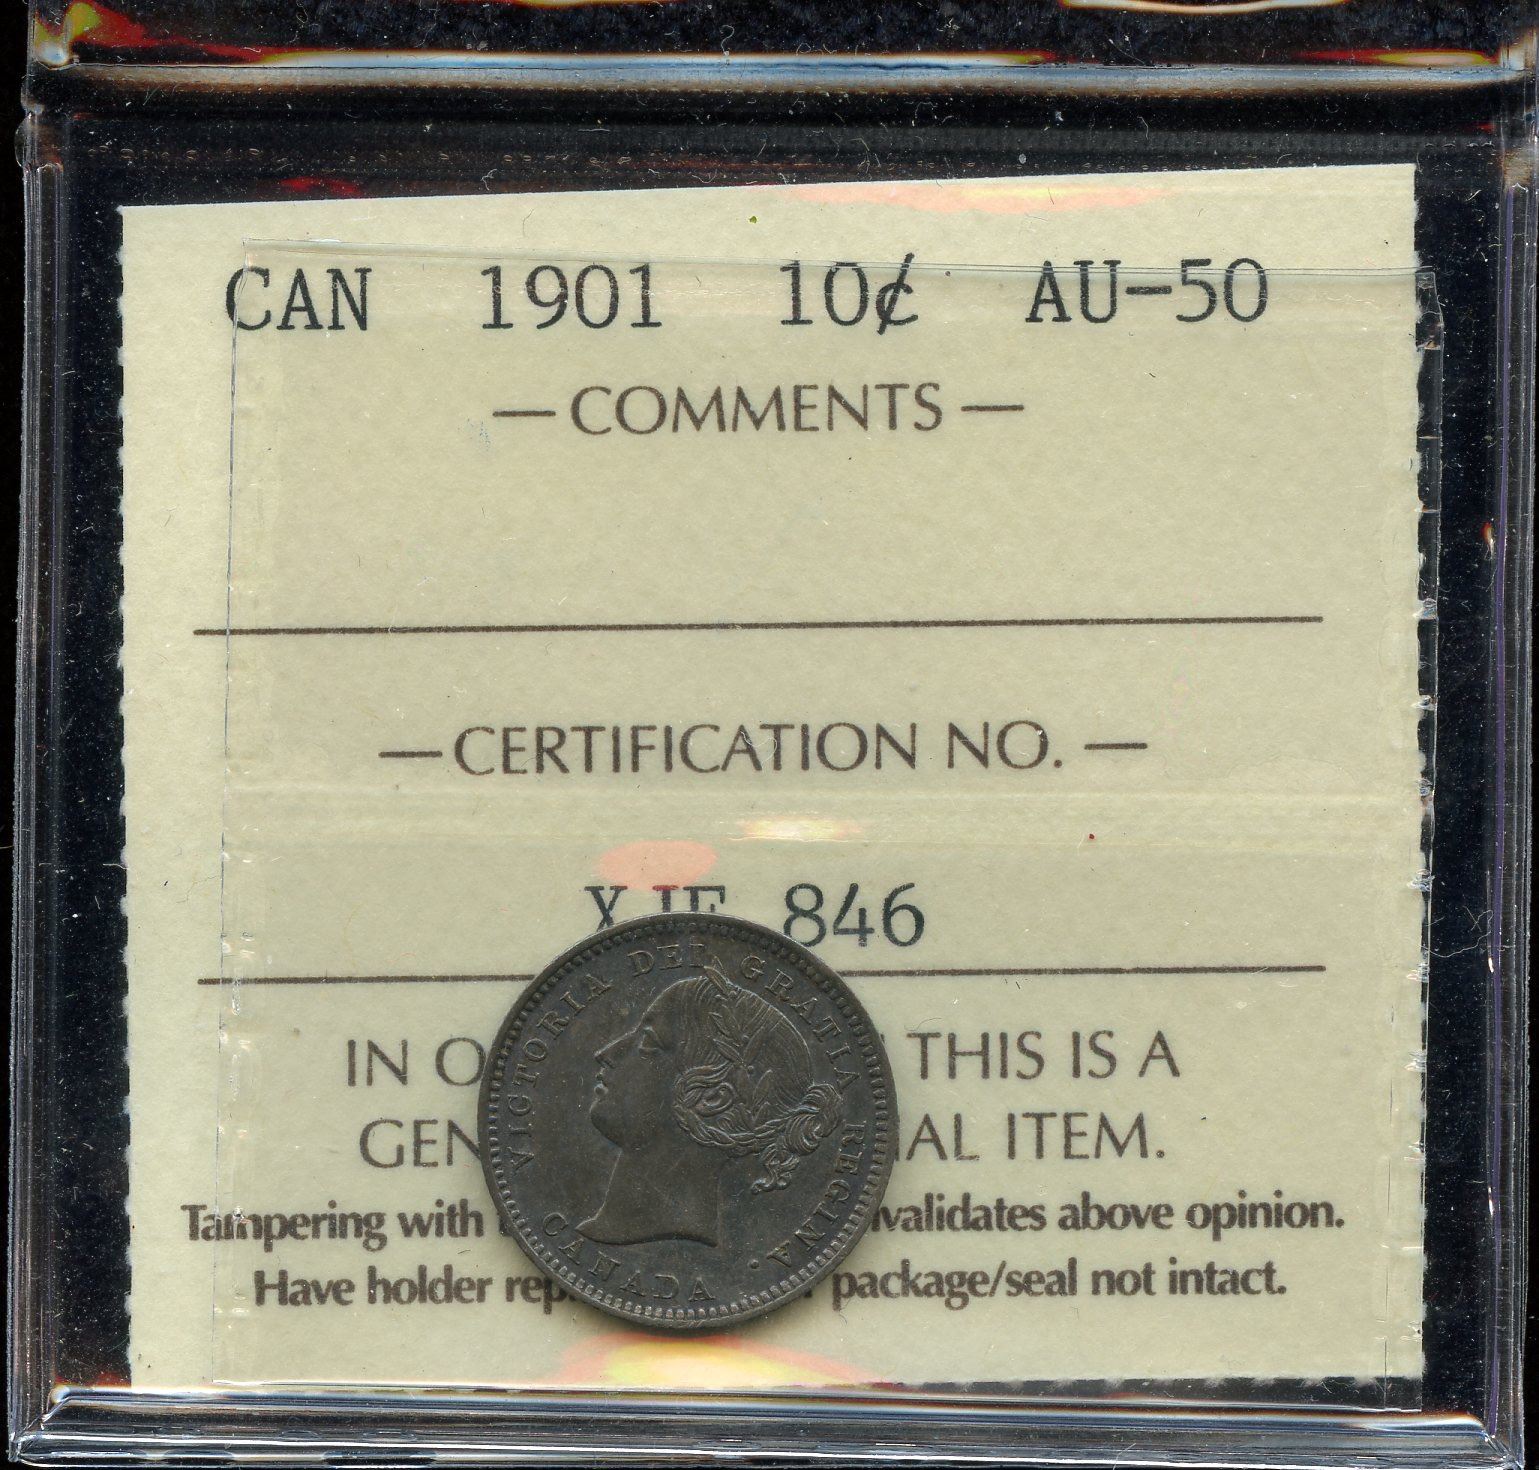 CAN 1901 10¢ AU-50
— COMMENTS —
— CERTIFICATION NO. —
846
IN O THIS IS A
GEN AL ITEM.
Tampering with validates above opinion.
Have holder rep package/seal not intact.
VICTORIA DEI GRATIA REGINA.
CANADA